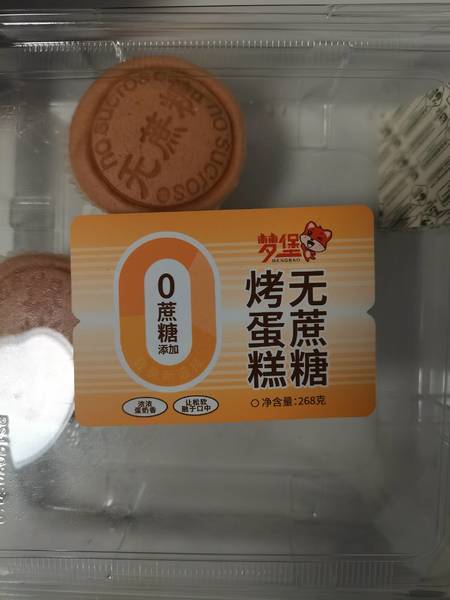 no sucrose
no sucrose
无蔗糖
梦堡
MENGBAO
0
蔗糖
添加
无蔗糖
烤蛋糕
浓浓
蛋奶香
让松软
酥于口中
净含量:268克